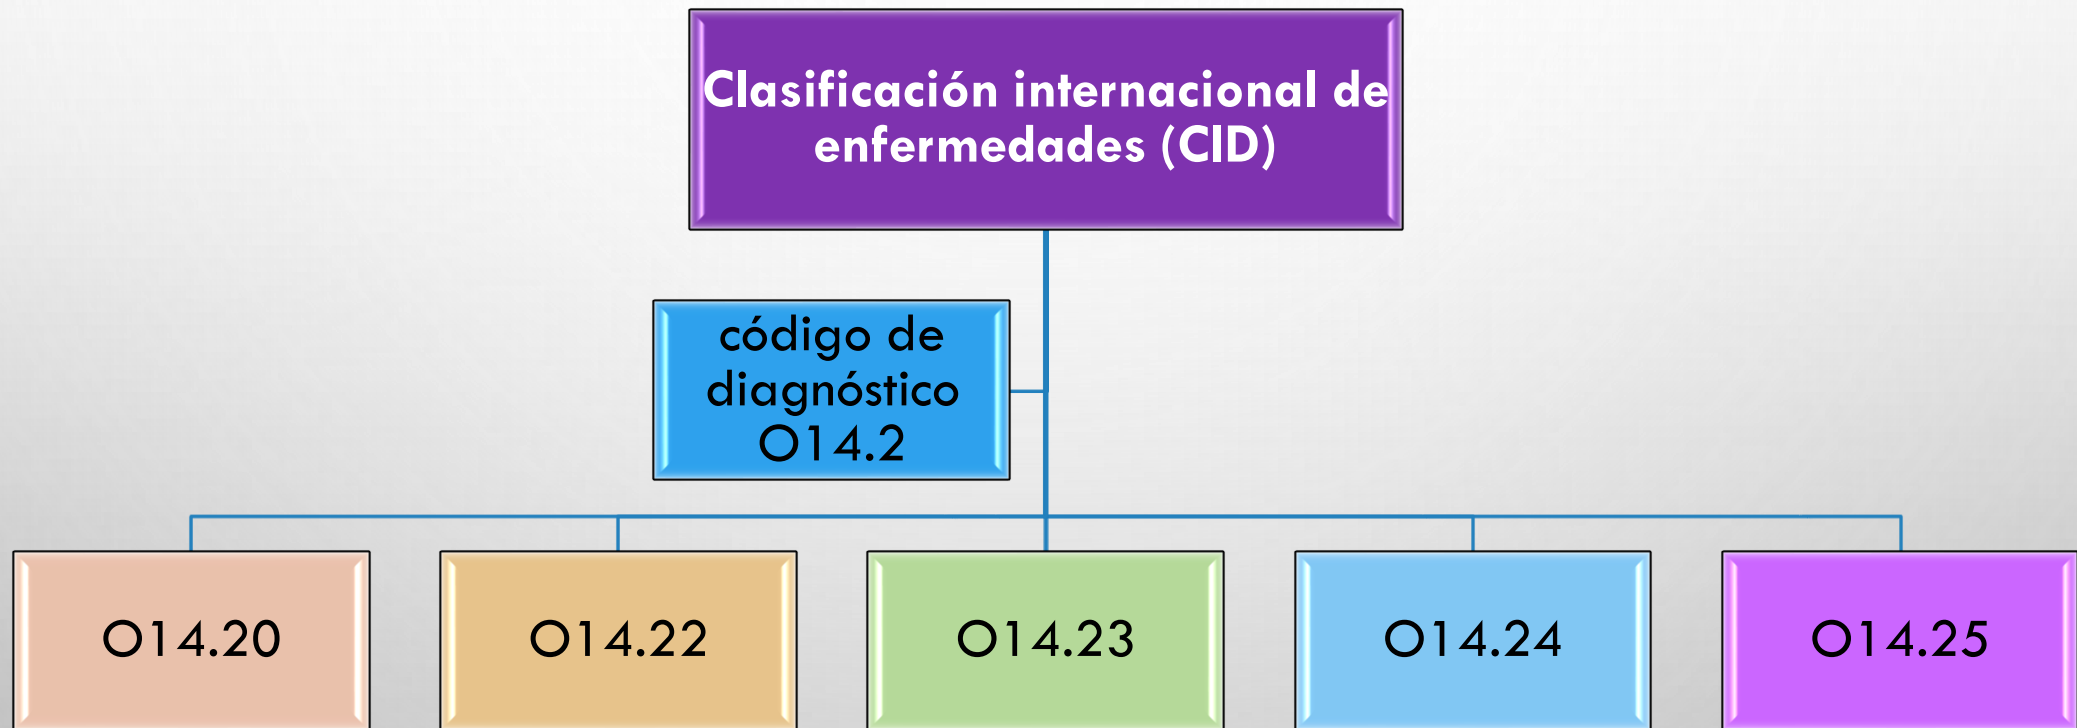 Clasificación internacional de
enfermedades (CID)
código de
diagnóstico
O14.2
O14.20
O14.22
O14.23
O14.24
O14.25